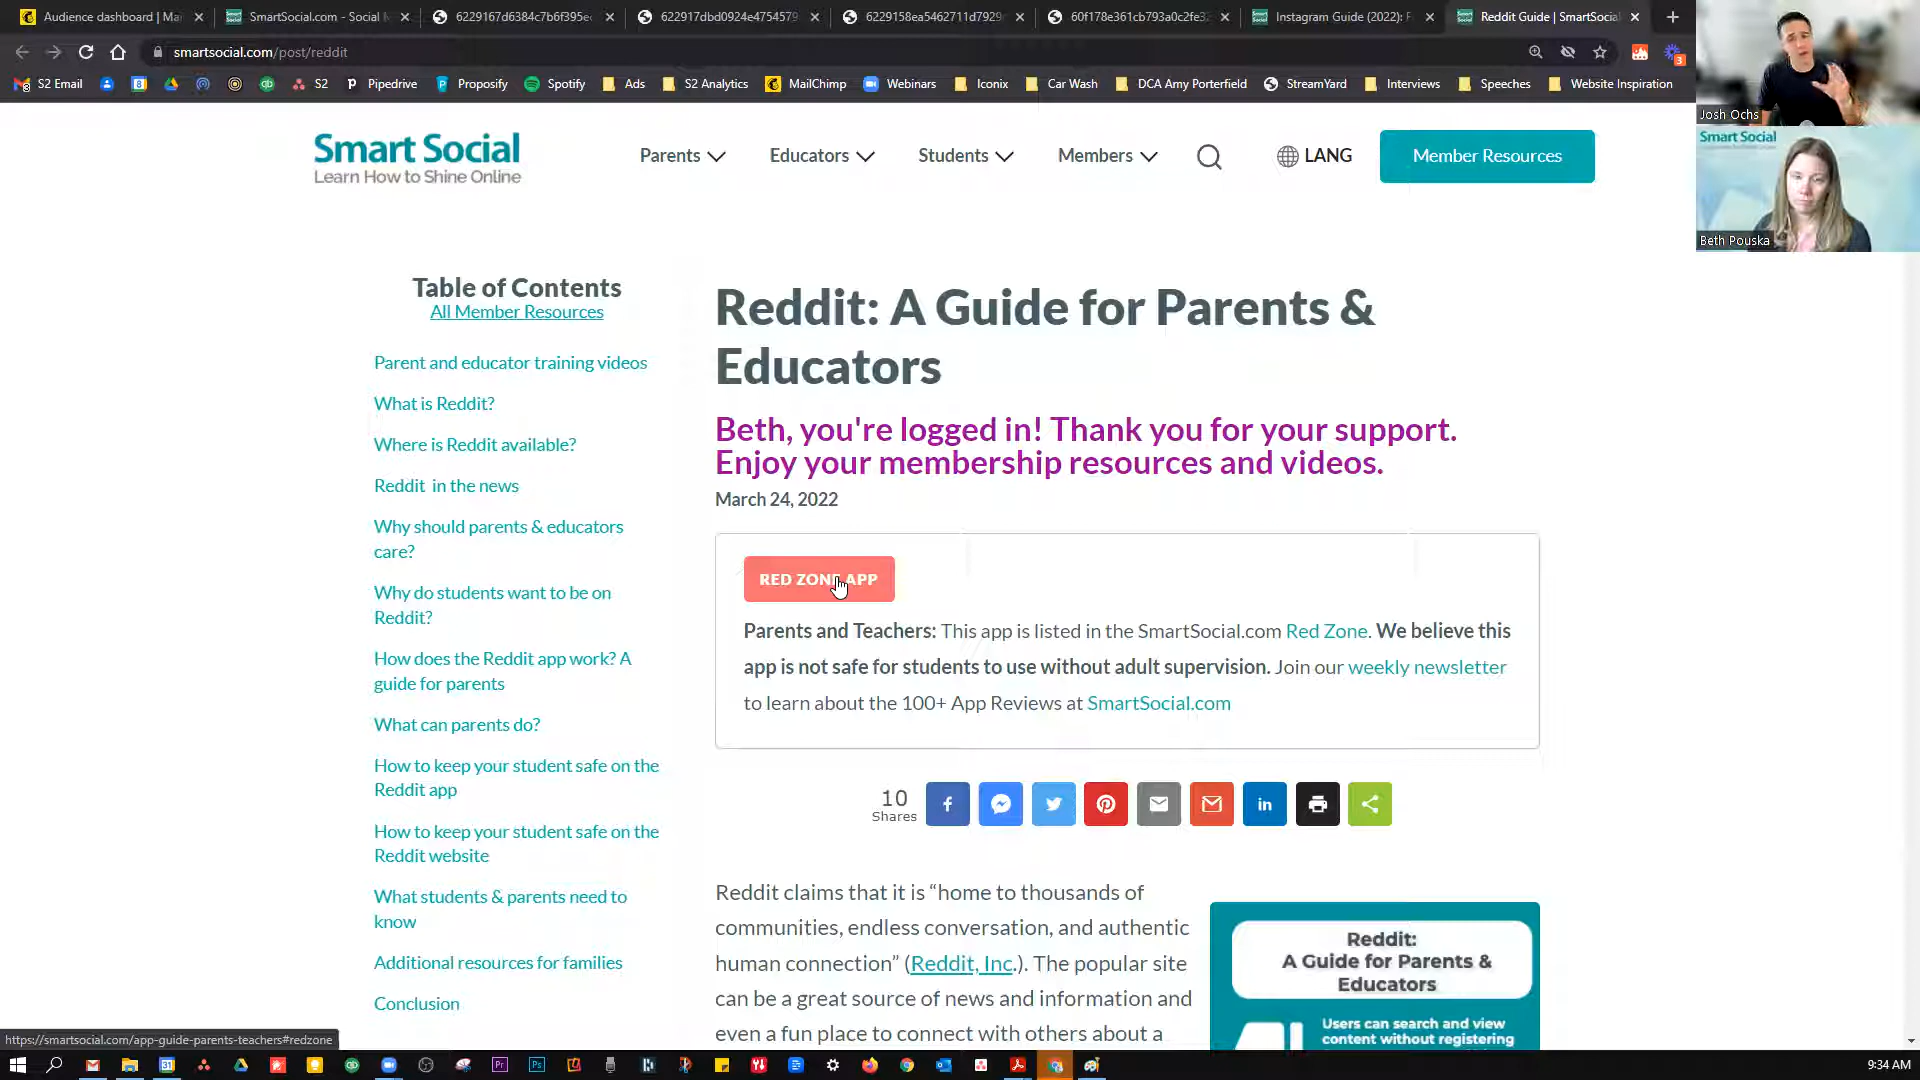 Audience dashboard | Ma
SmartSocial.com - Social
6229167d6384c7b6f395e
622917dbd0924e4754579
6229158ea5462711d7929
60f178e361cb793a0c2fe3
Instagram Guide (2022):
Reddit Guide | SmartSocia
smartsocial.com/post/reddit
3
S2 Email
S2
Pipedrive
Proposify
Spotify
Ads
S2 Analytics
MailChimp
Webinars
Iconix
Car Wash
DCA Amy Porterfield
StreamYard
Interviews
Speeches
Website Inspiration
Josh Ochs
Smart Social
Beth Pouska
Smart Social
Learn How to Shine Online
Parents
Educators
Students
Members
LANG
Member Resources
Table of Contents
All Member Resources
Parent and educator training videos
What is Reddit?
Where is Reddit available?
Reddit in the news
Why should parents & educators
care?
Why do students want to be on
Reddit?
How does the Reddit app work? A
guide for parents
What can parents do?
How to keep your student safe on the
Reddit app
How to keep your student safe on the
Reddit website
What students & parents need to
know
Additional resources for families
Conclusion
Reddit: A Guide for Parents &
Educators
Beth, you're logged in! Thank you for your support.
Enjoy your membership resources and videos.
March 24, 2022
RED ZONE APP
Parents and Teachers: This app is listed in the SmartSocial.com Red Zone. We believe this
app is not safe for students to use without adult supervision. Join our weekly newsletter
to learn about the 100+ App Reviews at SmartSocial.com
10
Shares
Reddit claims that it is “home to thousands of
communities, endless conversation, and authentic
human connection” (Reddit, Inc.). The popular site
can be a great source of news and information and
even a fun place to connect with others about a
Reddit:
A Guide for Parents &
Educators
Users can search and view
content without registering
https://smartsocial.com/app-guide-parents-teachers#redzone
9:34 AM